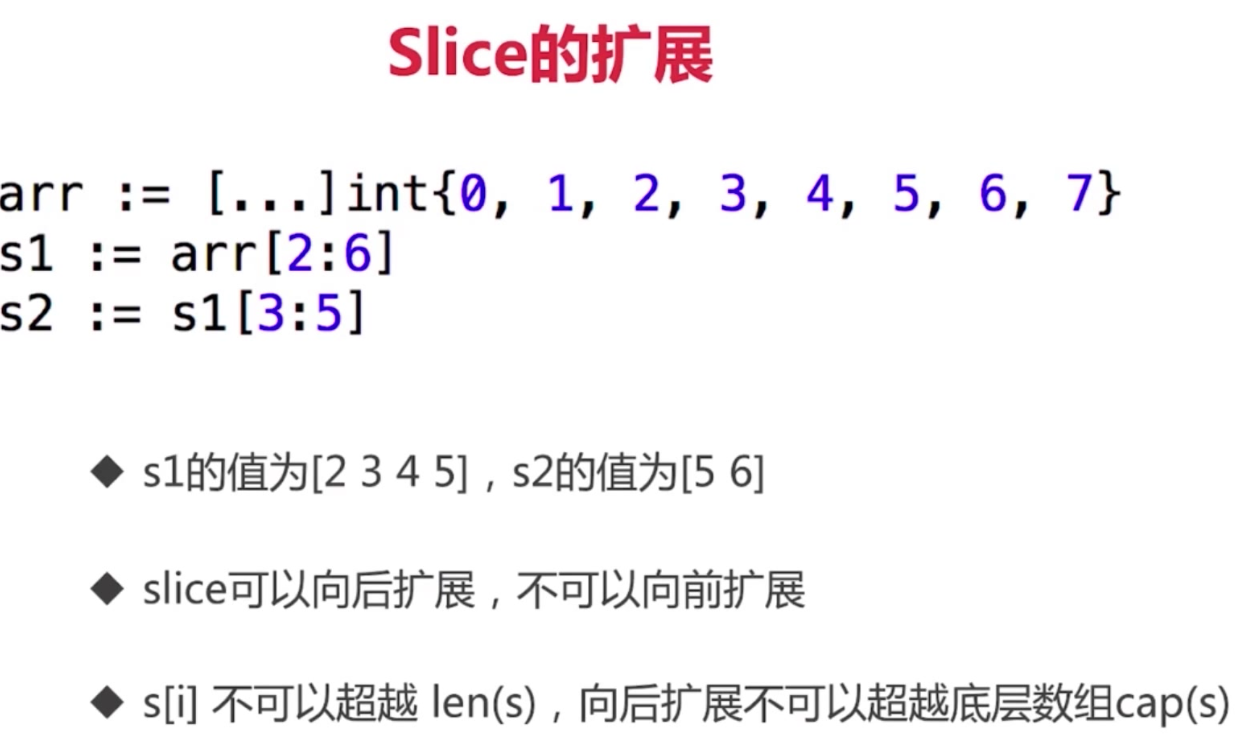 Slice的扩展
arr := [...]int{0, 1, 2, 3, 4, 5, 6, 7}
s1 := arr[2:6]
s2 := s1[3:5]
◆ s1的值为[2 3 4 5]，s2的值为[5 6]
◆ slice可以向后扩展，不可以向前扩展
◆ s[i] 不可以超越 len(s)，向后扩展不可以超越底层数组cap(s)